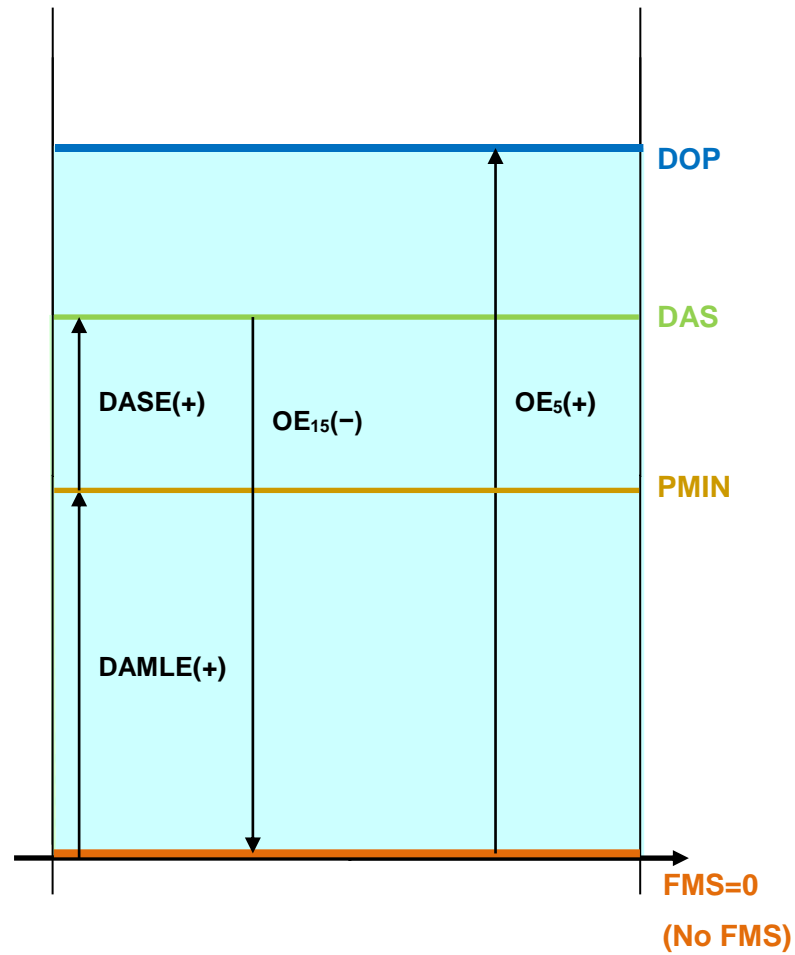 DOP
DAS
DASE(+)
OE₁₅(−)
OE₅(+)
PMIN
DAMLE(+)
FMS=0
(No FMS)